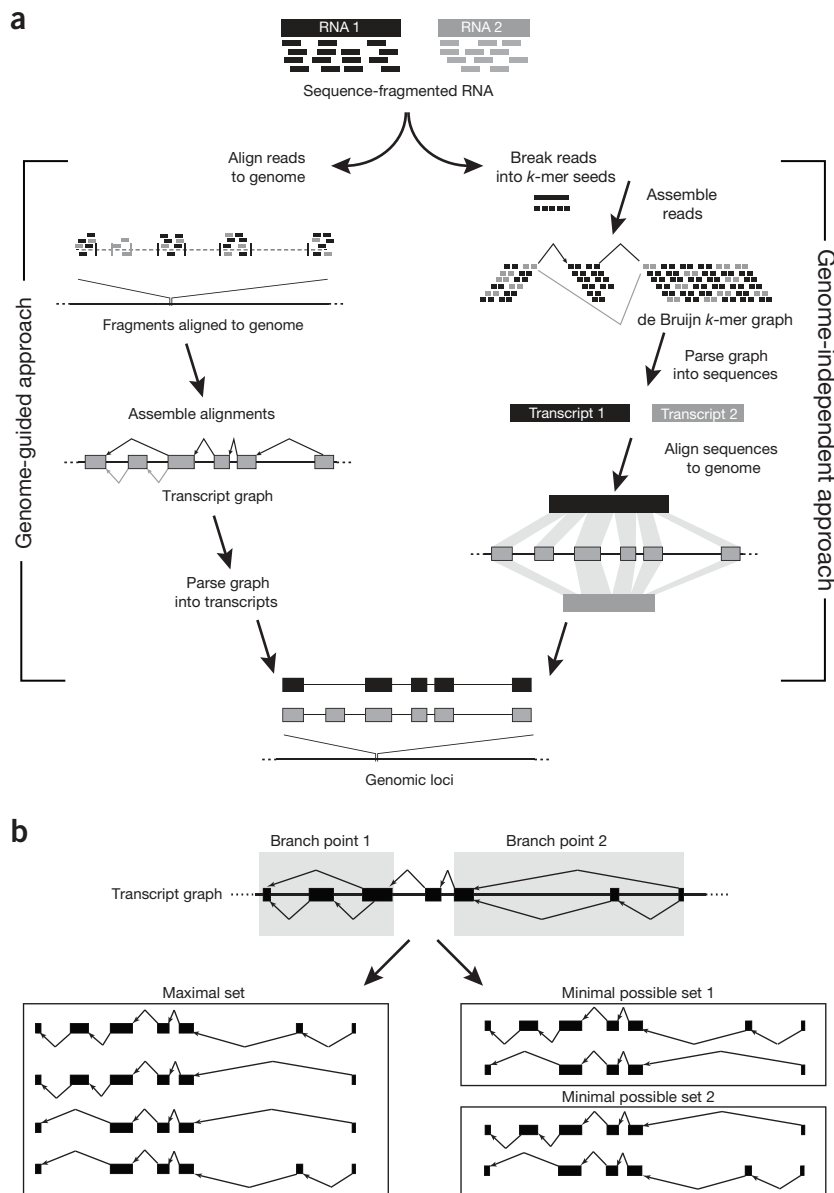 a
RNA 1
RNA 2
Sequence-fragmented RNA
Align reads
to genome
Break reads
into k-mer seeds
Assemble
reads
Genome-guided approach
Genome-independent approach
Fragments aligned to genome
de Bruijn k-mer graph
Parse graph
into sequences
Assemble alignments
Transcript 1
Transcript 2
Align sequences
to genome
Transcript graph
Parse graph
into transcripts
Genomic loci
b
Branch point 1
Branch point 2
Transcript graph
Maximal set
Minimal possible set 1
Minimal possible set 2